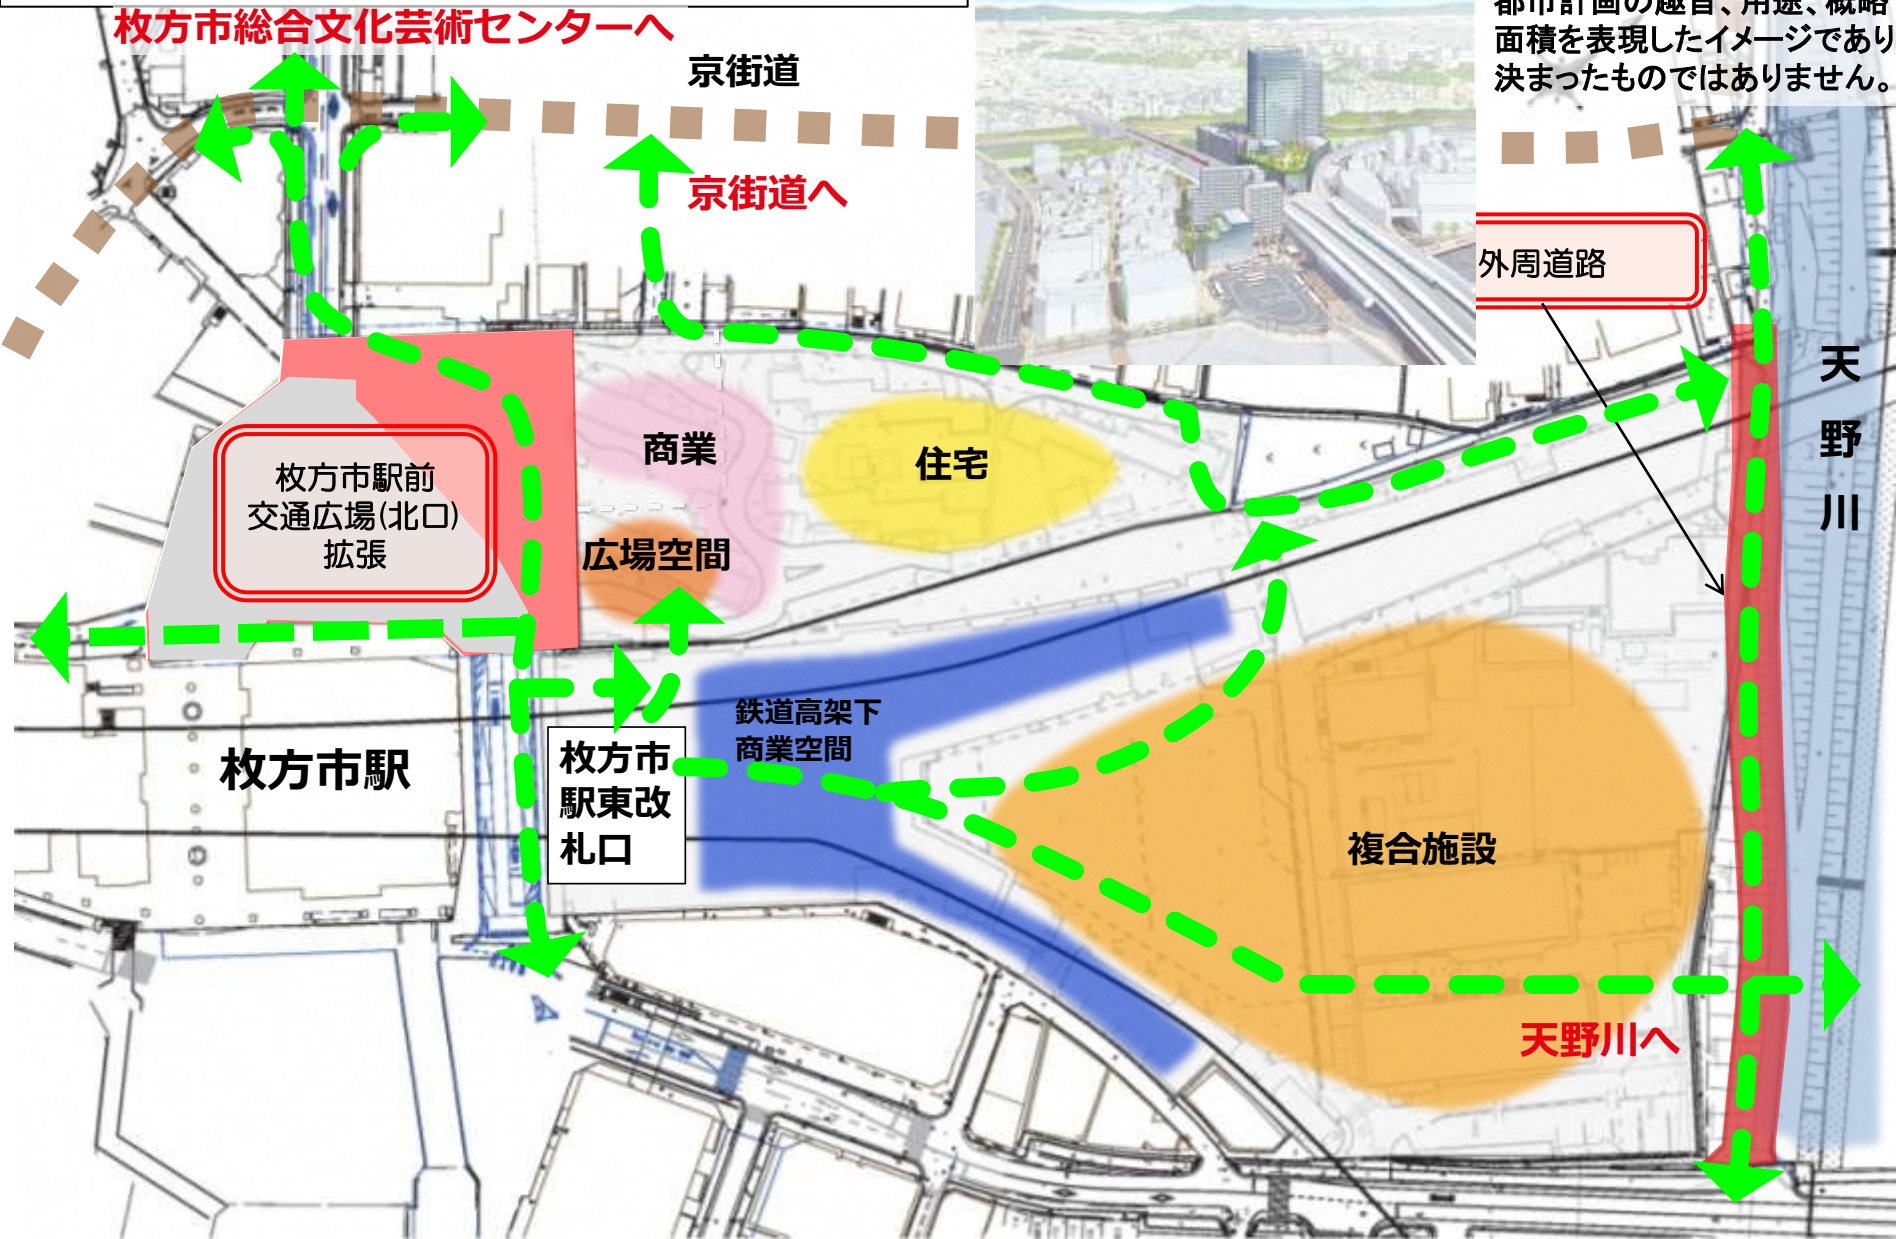 枚方市総合文化芸術センターへ
京街道
都市計画の趣旨、用途、概略
面積を表現したイメージであり
決まったものではありません。
京街道へ
外周道路
天
野
川
商業
住宅
枚方市駅前
交通広場(北口)
拡張
広場空間
鉄道高架下
商業空間
枚方市駅
枚方市
駅東改
札口
複合施設
天野川へ